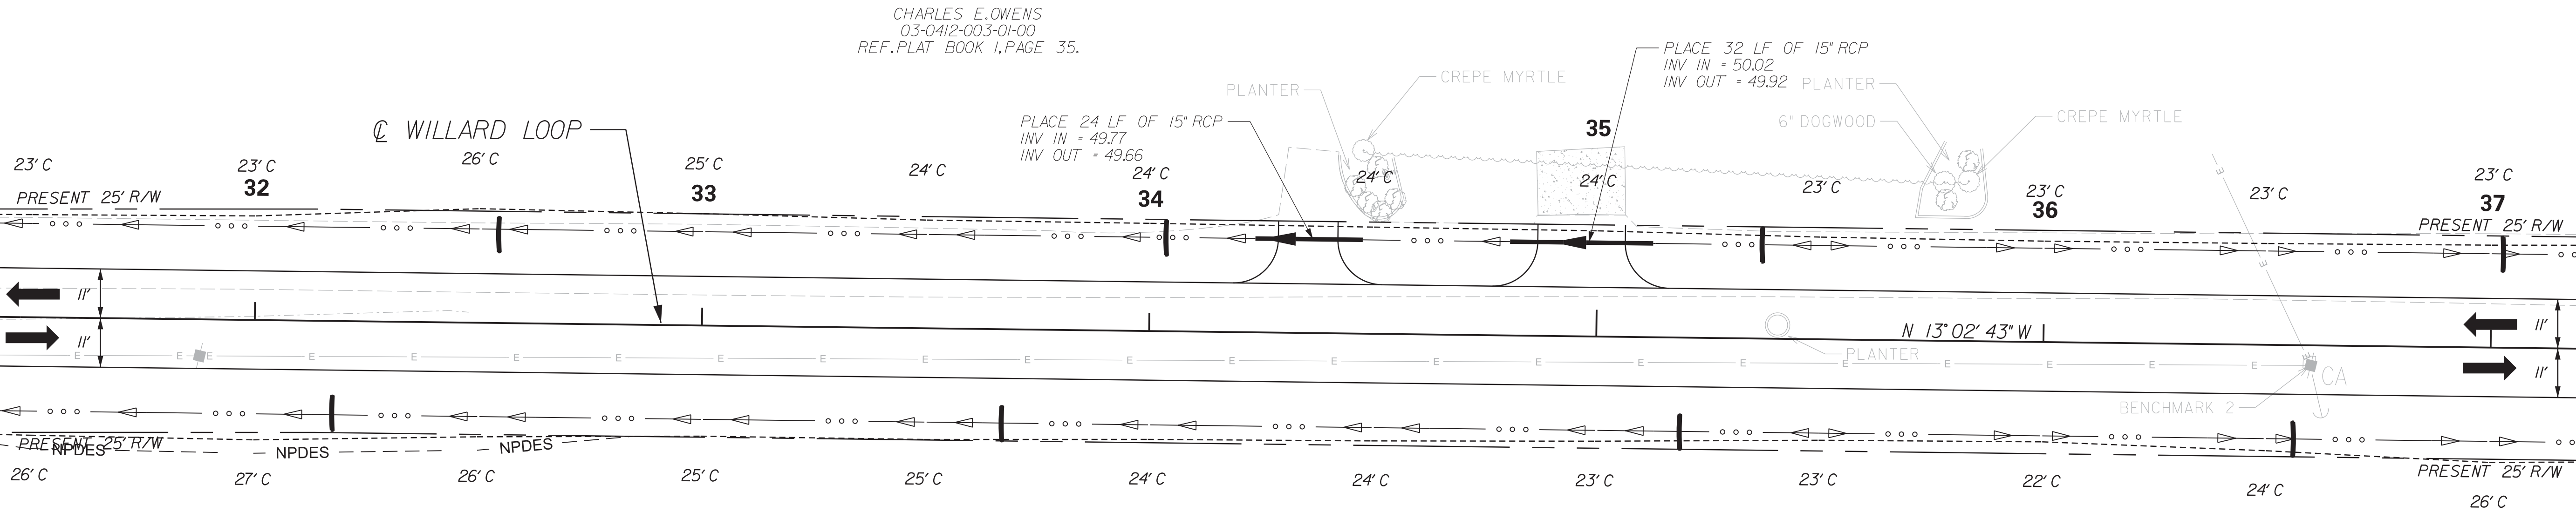 CHARLES E.OWENS
03-0412-003-01-00
REF.PLAT BOOK 1,PAGE 35.
PLACE 32 LF OF 15" RCP
INV IN = 50.02
INV OUT = 49.92
CREPE MYRTLE
PLANTER
PLANTER
6" DOGWOOD
CREPE MYRTLE
PLACE 24 LF OF 15" RCP
INV IN = 49.77
INV OUT = 49.66
℄ WILLARD LOOP
35
23' C
23' C
26' C
25' C
24' C
24' C
24' C
24' C
23' C
23' C
23' C
23' C
32
33
34
36
37
PRESENT 25' R/W
PRESENT 25' R/W
E
E
11'
11'
N 13° 02' 43" W
11'
11'
E E E E E E E E E E E E E E E E E E E E E E E
PLANTER
CA
BENCHMARK 2
PRESENT 25' R/W
NPDES
NPDES
NPDES
PRESENT 25' R/W
26' C
27' C
26' C
25' C
25' C
24' C
24' C
23' C
23' C
22' C
24' C
26' C